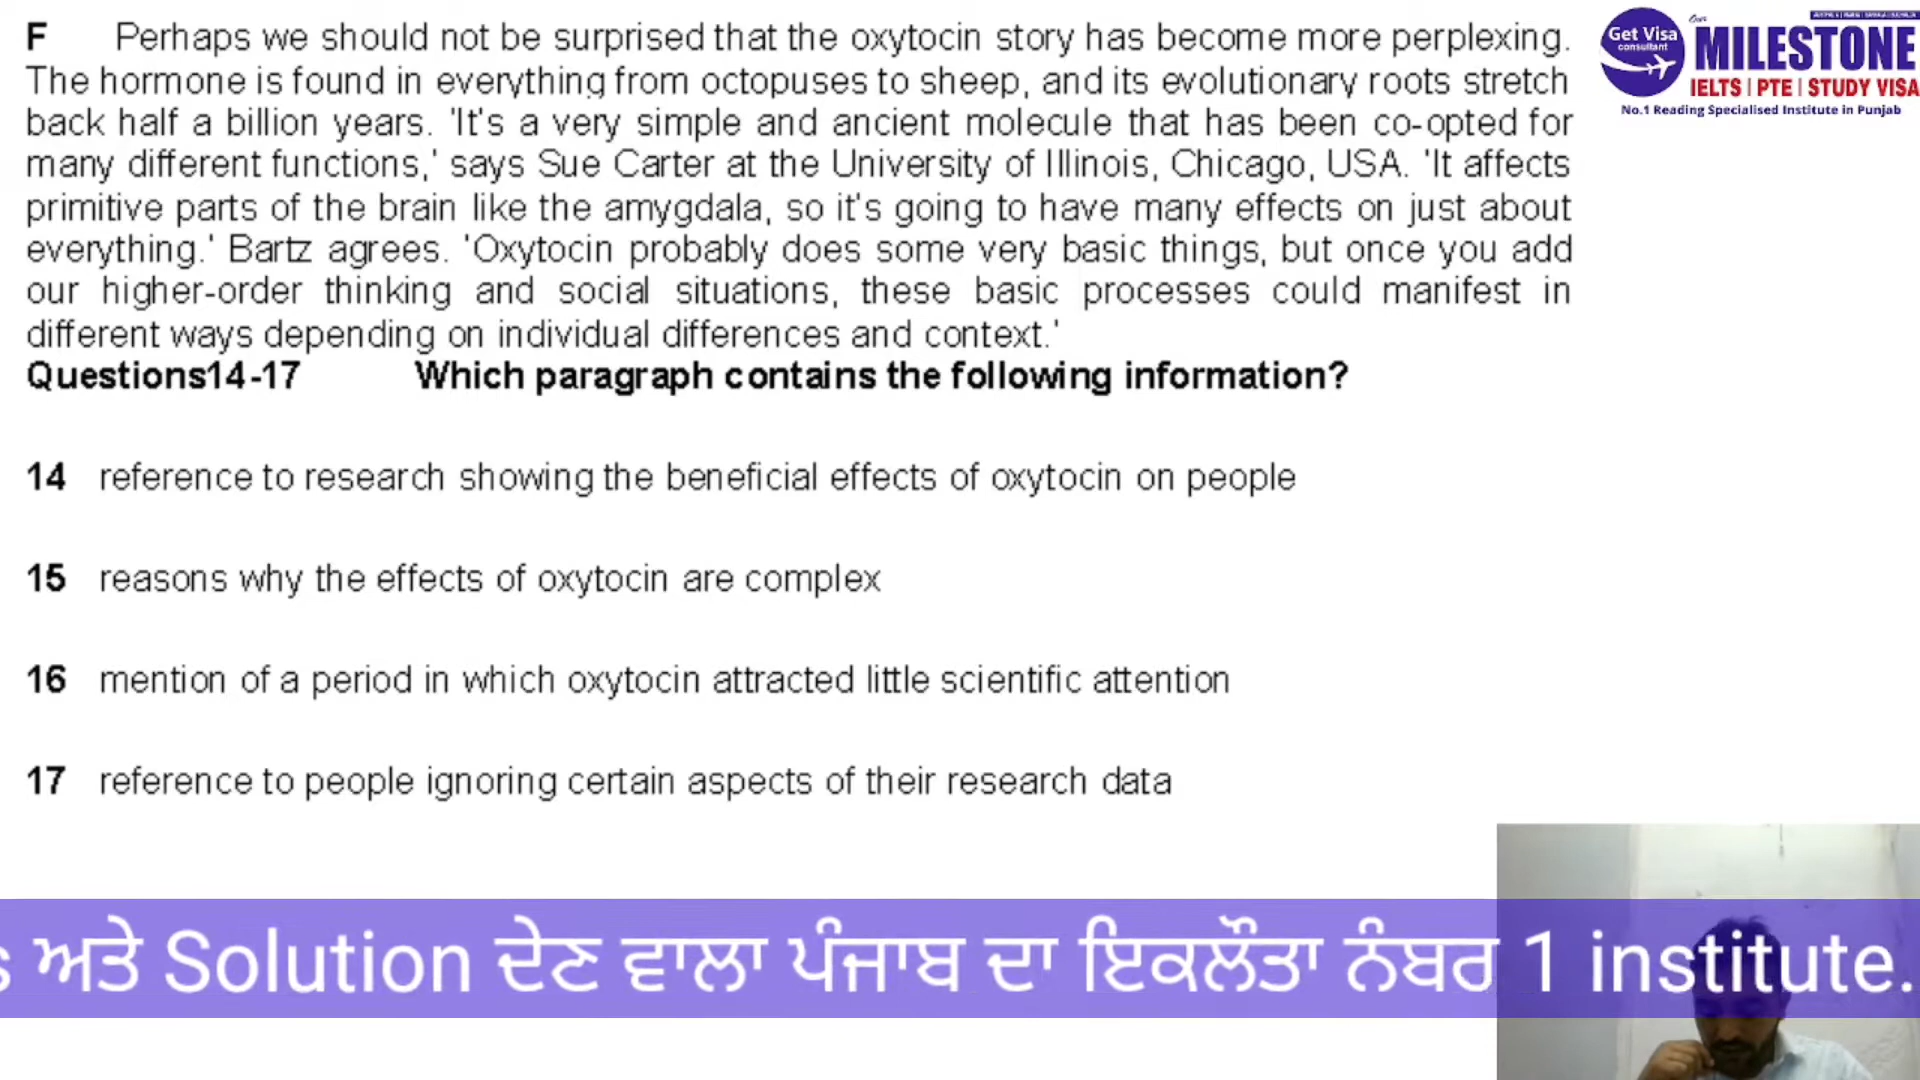 F Perhaps we should not be surprised that the oxytocin story has become more perplexing.
The hormone is found in everything from octopuses to sheep, and its evolutionary roots stretch
back half a billion years. 'It's a very simple and ancient molecule that has been co-opted for
many different functions,' says Sue Carter at the University of Illinois, Chicago, USA. 'It affects
primitive parts of the brain like the amygdala, so it's going to have many effects on just about
everything.' Bartz agrees. 'Oxytocin probably does some very basic things, but once you add
our higher-order thinking and social situations, these basic processes could manifest in
different ways depending on individual differences and context.'
Questions14-17 Which paragraph contains the following information?
14 reference to research showing the beneficial effects of oxytocin on people
15 reasons why the effects of oxytocin are complex
16 mention of a period in which oxytocin attracted little scientific attention
17 reference to people ignoring certain aspects of their research data
Get Visa
consultant
MILESTONE
IELTS | PTE | STUDY VISA
No.1 Reading Specialised Institute in Punjab
s ਅਤੇ Solution ਦੇਣ ਵਾਲਾ ਪੰਜਾਬ ਦਾ ਇਕਲੌਤਾ ਨੰਬਰ 1 institute.